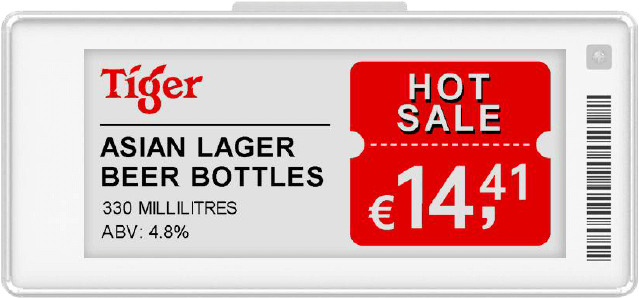 Tiger
ASIAN LAGER
BEER BOTTLES
330 MILLILITRES
ABV: 4.8%
HOT
SALE
€14,41